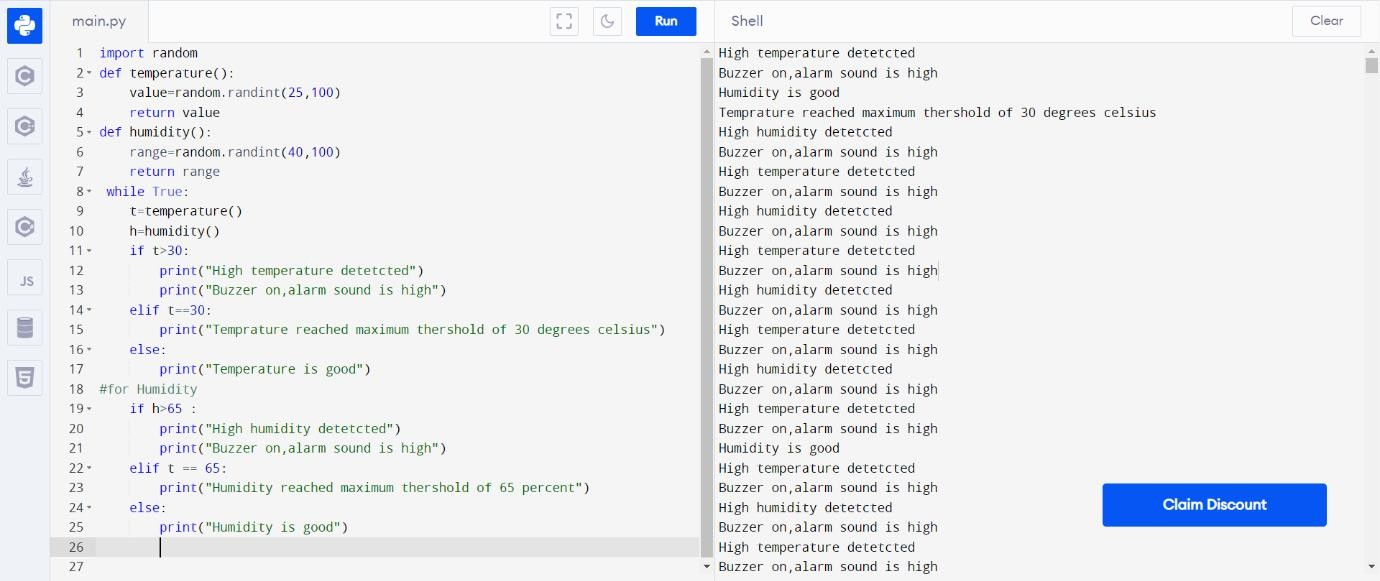 main.py
Run
Shell
Clear
1 import random
2 def temperature():
3     value=random.randint(25,100)
4     return value
5 def humidity():
6     range=random.randint(40,100)
7     return range
8  while True:
9     t=temperature()
10     h=humidity()
11     if t>30:
12         print("High temperature detetcted")
13         print("Buzzer on,alarm sound is high")
14     elif t==30:
15         print("Temprature reached maximum thershold of 30 degrees celsius")
16     else:
17         print("Temperature is good")
18 #for Humidity
19     if h>65 :
20         print("High humidity detetcted")
21         print("Buzzer on,alarm sound is high")
22     elif t == 65:
23         print("Humidity reached maximum thershold of 65 percent")
24     else:
25         print("Humidity is good")
26
27
High temperature detetcted
Buzzer on,alarm sound is high
Humidity is good
Temprature reached maximum thershold of 30 degrees celsius
High humidity detetcted
Buzzer on,alarm sound is high
High temperature detetcted
Buzzer on,alarm sound is high
High humidity detetcted
Buzzer on,alarm sound is high
High temperature detetcted
Buzzer on,alarm sound is high
High humidity detetcted
Buzzer on,alarm sound is high
High temperature detetcted
Buzzer on,alarm sound is high
High humidity detetcted
Buzzer on,alarm sound is high
High temperature detetcted
Buzzer on,alarm sound is high
Humidity is good
High temperature detetcted
Buzzer on,alarm sound is high
High humidity detetcted
Buzzer on,alarm sound is high
High temperature detetcted
Buzzer on,alarm sound is high
Claim Discount
JS
5